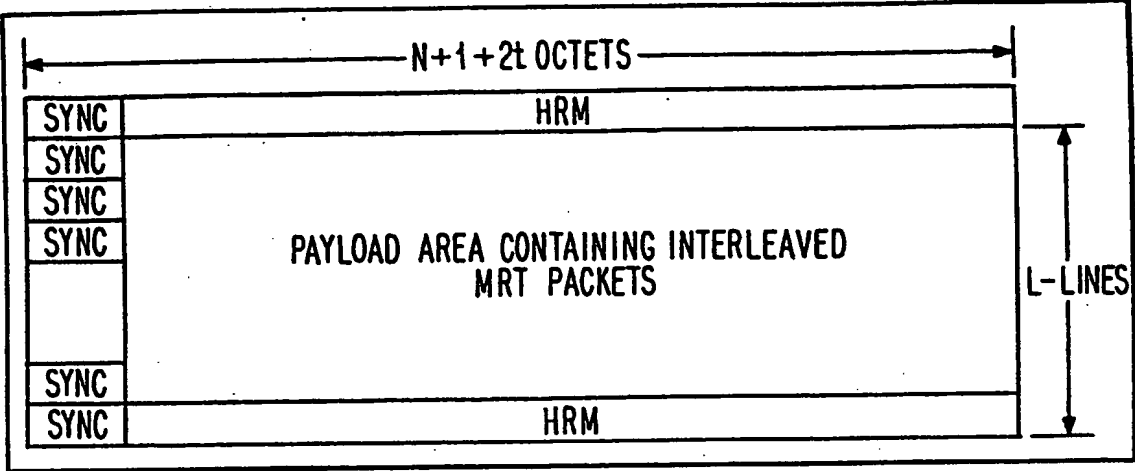 N+1+2t OCTETS
SYNC HRM
SYNC
SYNC
SYNC
PAYLOAD AREA CONTAINING INTERLEAVED
MRT PACKETS
L-LINES
SYNC
SYNC HRM